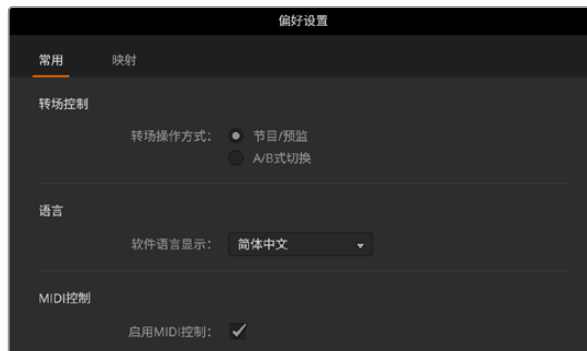 偏好设置
常用 映射
转场控制
转场操作方式： 节目/预监
A/B式切换
语言
软件语言显示： 简体中文
MIDI控制
启用MIDI控制：